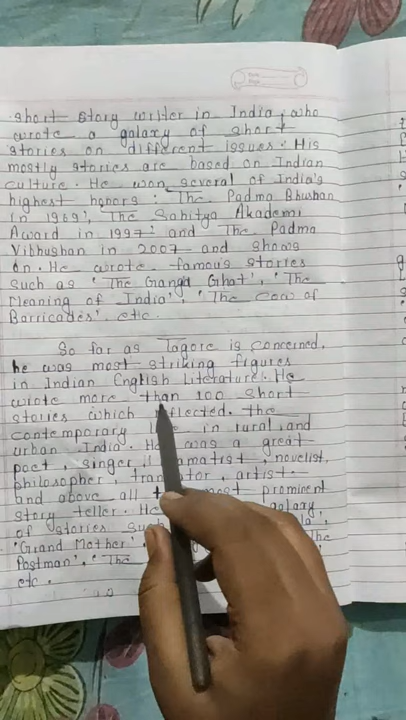 short story writer in India, who
wrote a galaxy of short
stories on different issues. His
mostly stories are based on Indian
culture. He won several of India's
highest honors: The Padma Bhushan
in 1969', The Sahitya Akademi
Award in 1997' and The Padma
Vibhushan in 2007 and shows
on. He wrote famous stories
such as 'The Ganga Ghat', 'The
Meaning of India', 'The Cow of
Barricades'. etc.
So far as Tagore is concerned,
he was most striking figures
in Indian English Literature. He
wrote more than 100 short
stories which reflected. the
contemporary in rural and
urban India. He was a great
poet, singer, dramatist, novelist,
philosopher, artist-
and above all prominent
story teller. He galaxy
of stories such
'Grand Mother'. The
Postman'. 'The
etc.